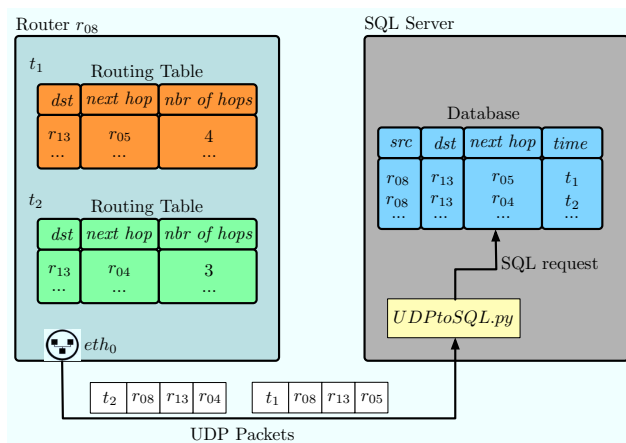 Router r08
t1
Routing Table
dst next hop nbr of hops
r13 r05 4
... ... ...
t2
Routing Table
dst next hop nbr of hops
r13 r04 3
... ... ...
eth0
SQL Server
Database
src dst next hop time
r08 r13 r05 t1
r08 r13 r04 t2
... ... ... ...
SQL request
UDPtoSQL.py
t2 r08 r13 r04
t1 r08 r13 r05
UDP Packets